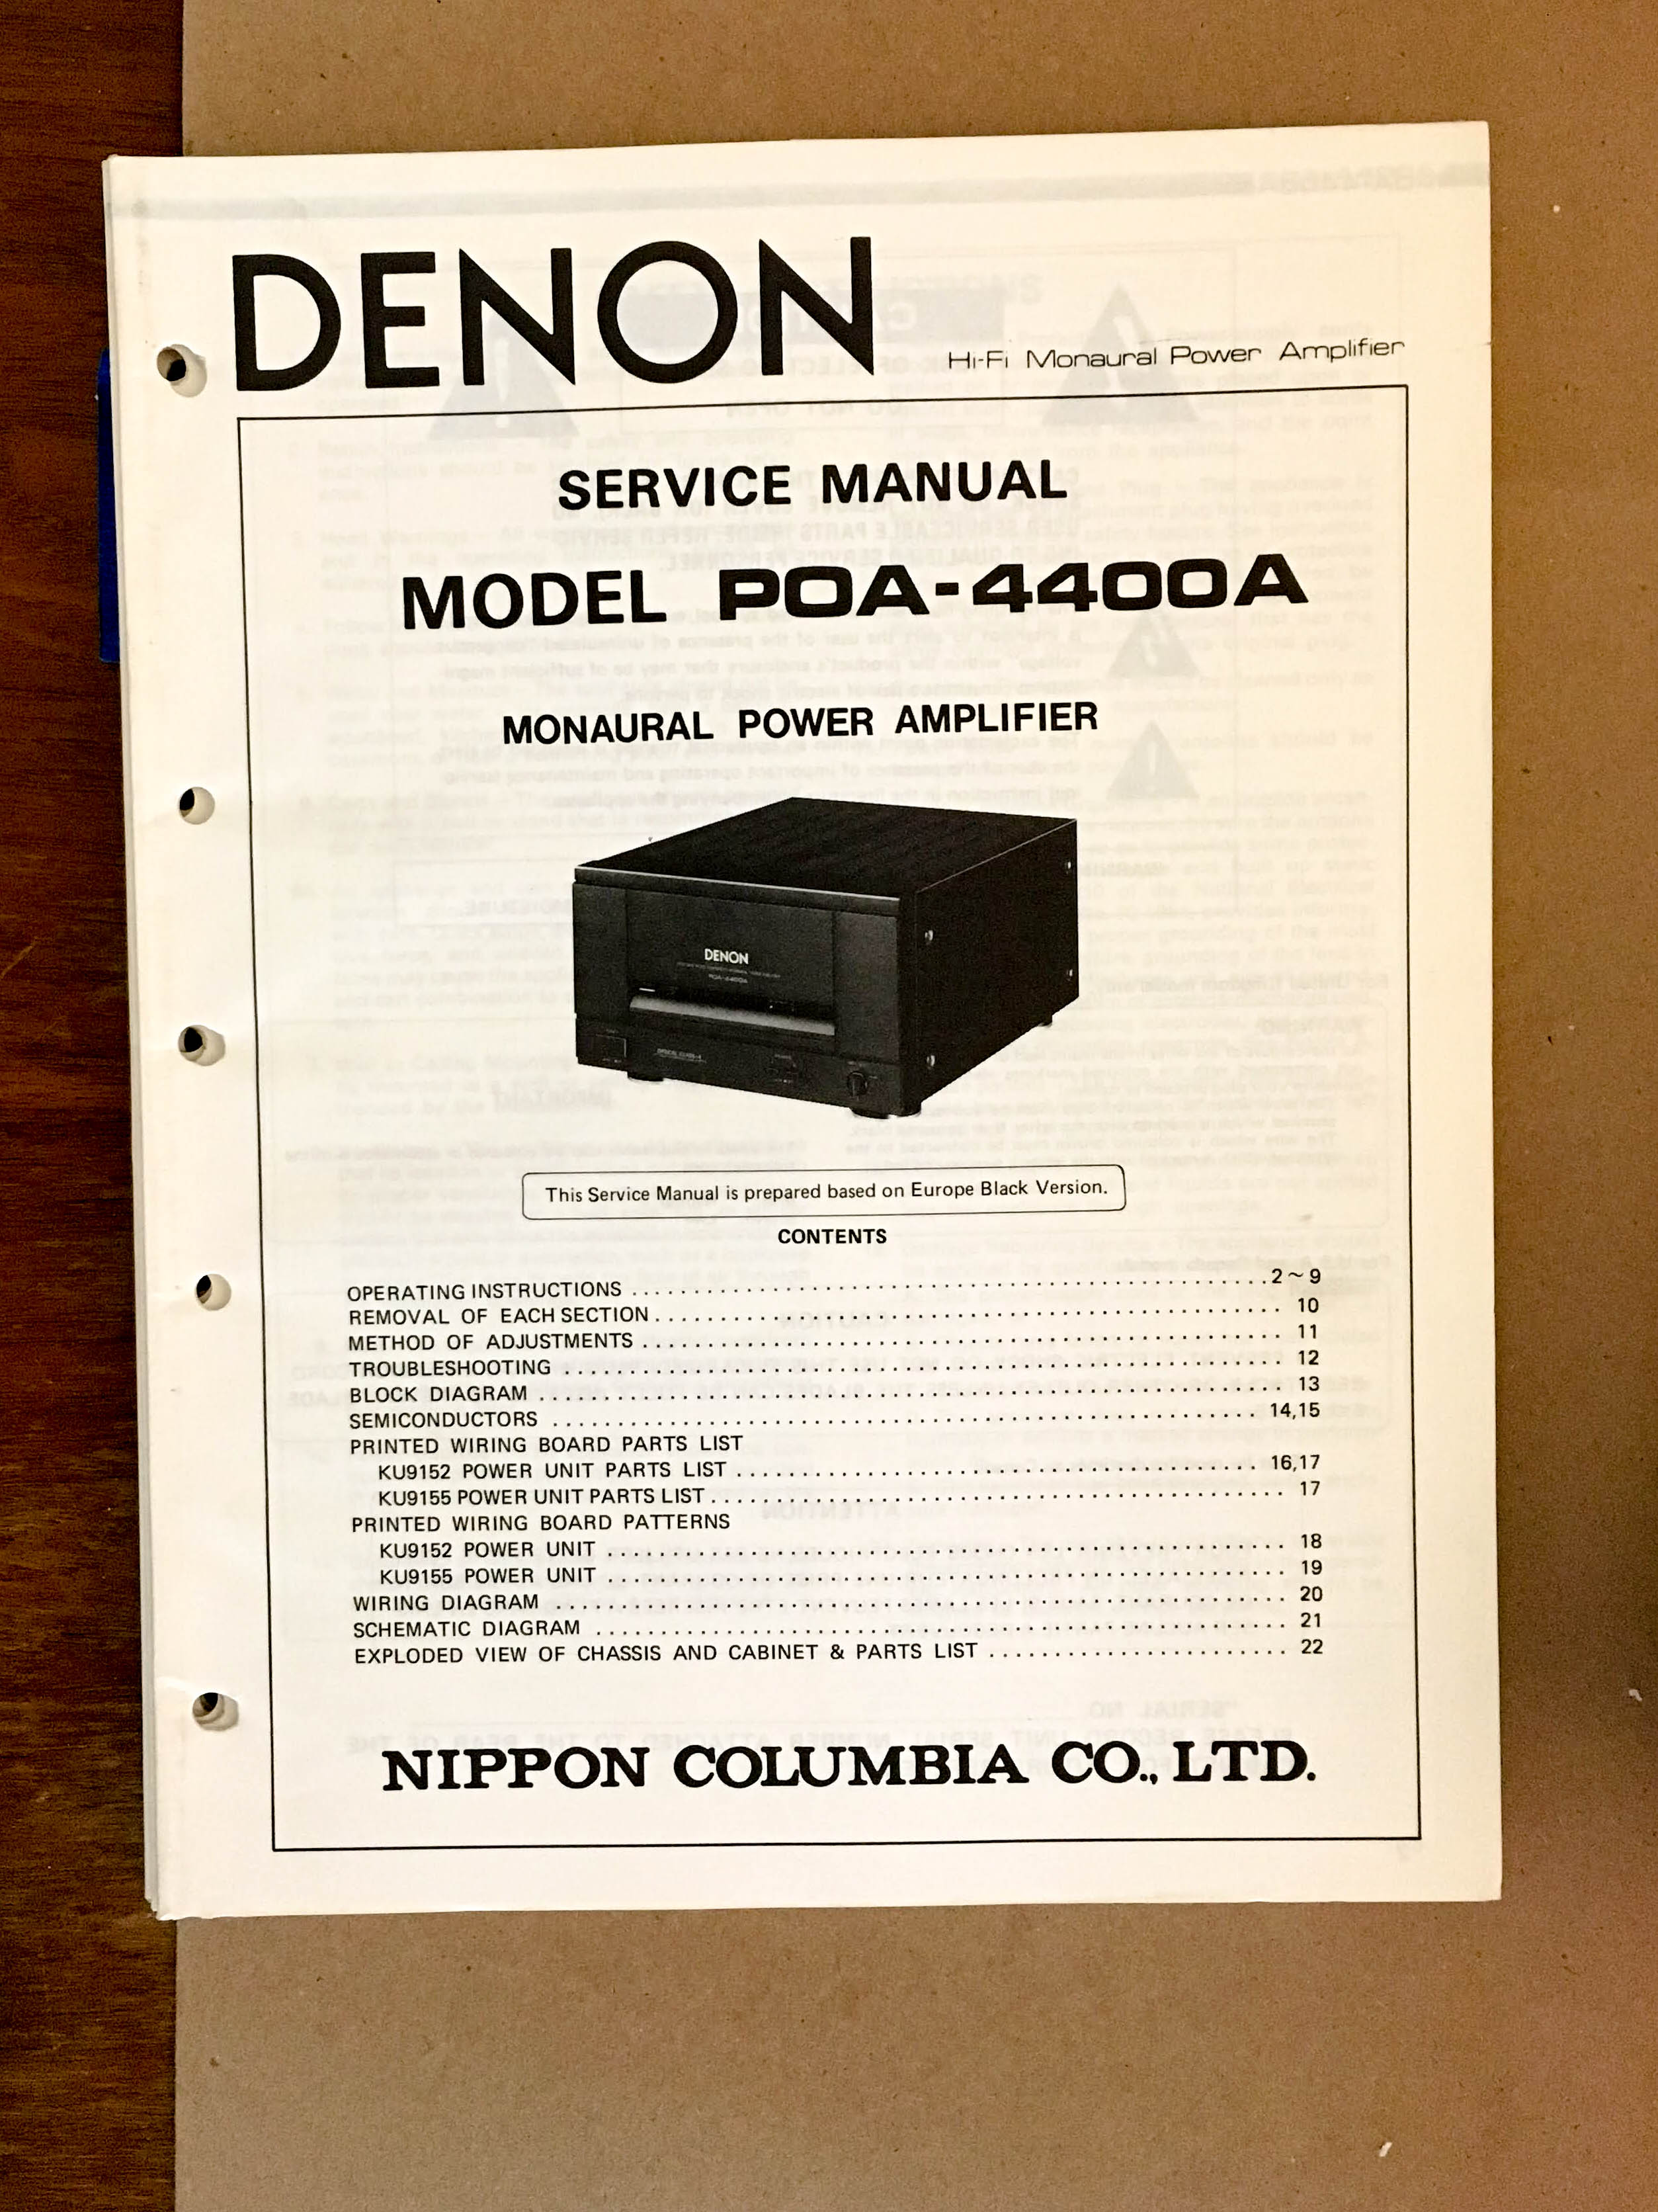 DENON
Hi-Fi Monaural Power Amplifier
SERVICE MANUAL
MODEL POA-4400A
MONAURAL POWER AMPLIFIER
DENON
POA-4400A
This Service Manual is prepared based on Europe Black Version.
CONTENTS
OPERATING INSTRUCTIONS ........................................ 2~9
REMOVAL OF EACH SECTION ........................................ 10
METHOD OF ADJUSTMENTS ........................................ 11
TROUBLESHOOTING ........................................ 12
BLOCK DIAGRAM ........................................ 13
SEMICONDUCTORS ........................................ 14,15
PRINTED WIRING BOARD PARTS LIST
KU9152 POWER UNIT PARTS LIST ........................................ 16,17
KU9155 POWER UNIT PARTS LIST ........................................ 17
PRINTED WIRING BOARD PATTERNS
KU9152 POWER UNIT ........................................ 18
KU9155 POWER UNIT ........................................ 19
WIRING DIAGRAM ........................................ 20
SCHEMATIC DIAGRAM ........................................ 21
EXPLODED VIEW OF CHASSIS AND CABINET & PARTS LIST ....................... 22
NIPPON COLUMBIA CO., LTD.